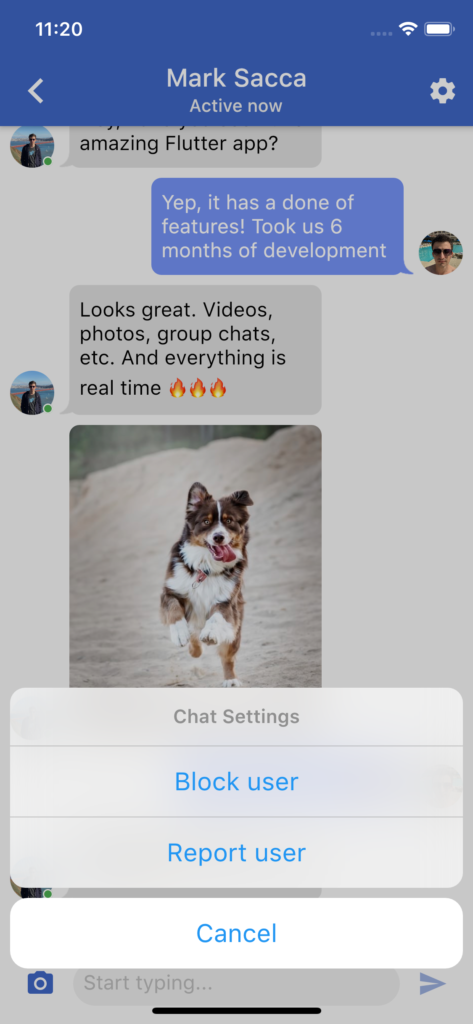 11:20
Mark Sacca
Active now
amazing Flutter app?
Yep, it has a done of
features! Took us 6
months of development
Looks great. Videos,
photos, group chats,
etc. And everything is
real time 🔥🔥🔥
Chat Settings
Block user
Report user
Cancel
Start typing...